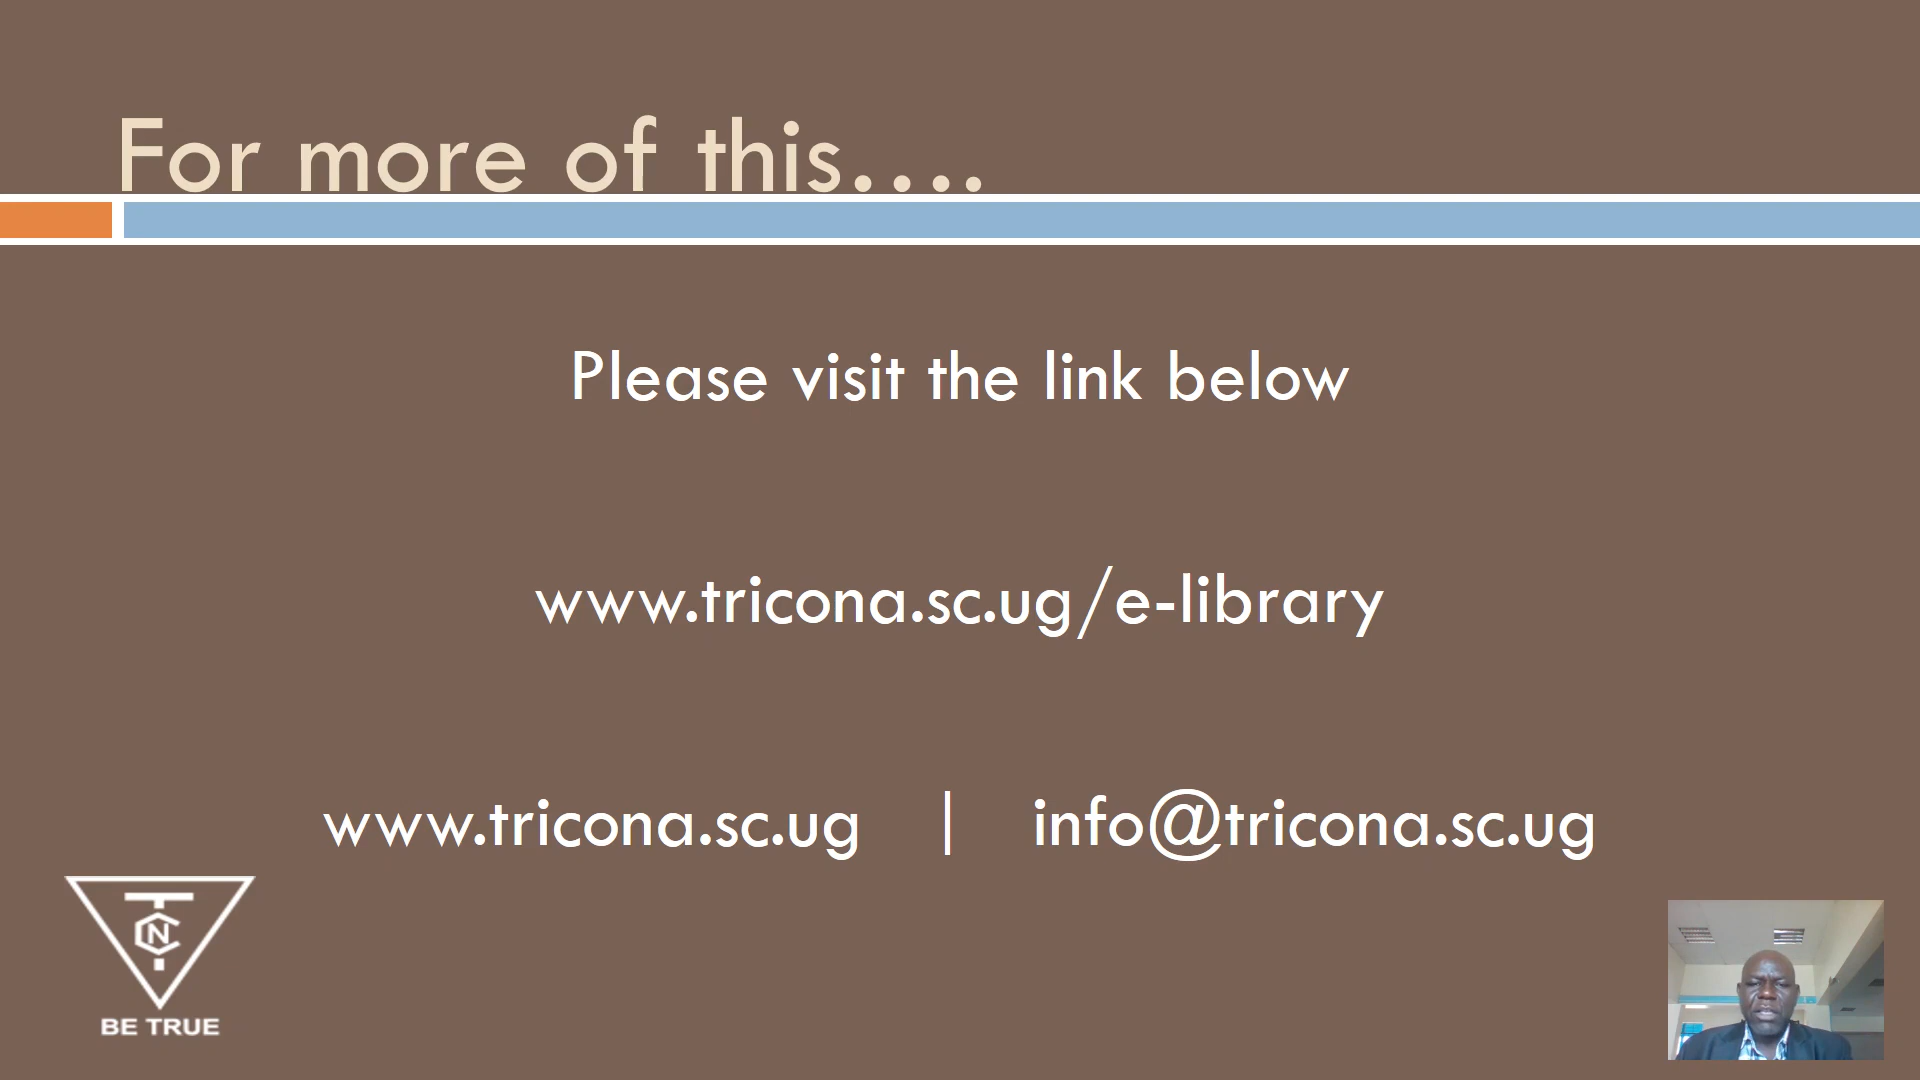 For more of this....
Please visit the link below
www.tricona.sc.ug/e-library
www.tricona.sc.ug | info@tricona.sc.ug
TCNI
BE TRUE